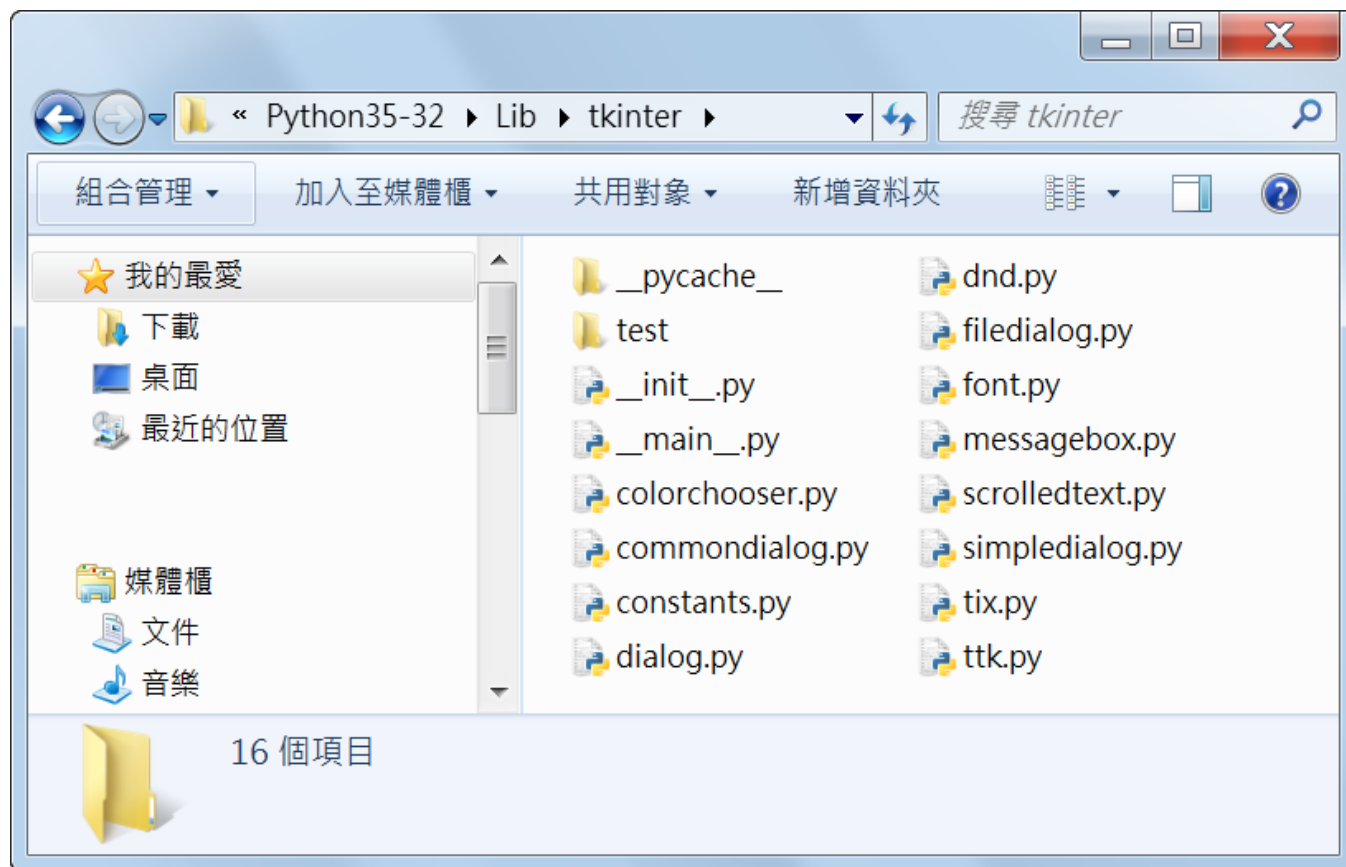 « Python35-32 Lib tkinter 搜尋 tkinter
組合管理 加入至媒體櫃 共用對象 新增資料夾
我的最愛
下載
桌面
最近的位置
媒體櫃
文件
音樂
__pycache__
test
__init__.py
__main__.py
colorchooser.py
commondialog.py
constants.py
dialog.py
dnd.py
filedialog.py
font.py
messagebox.py
scrolledtext.py
simpledialog.py
tix.py
ttk.py
16 個項目